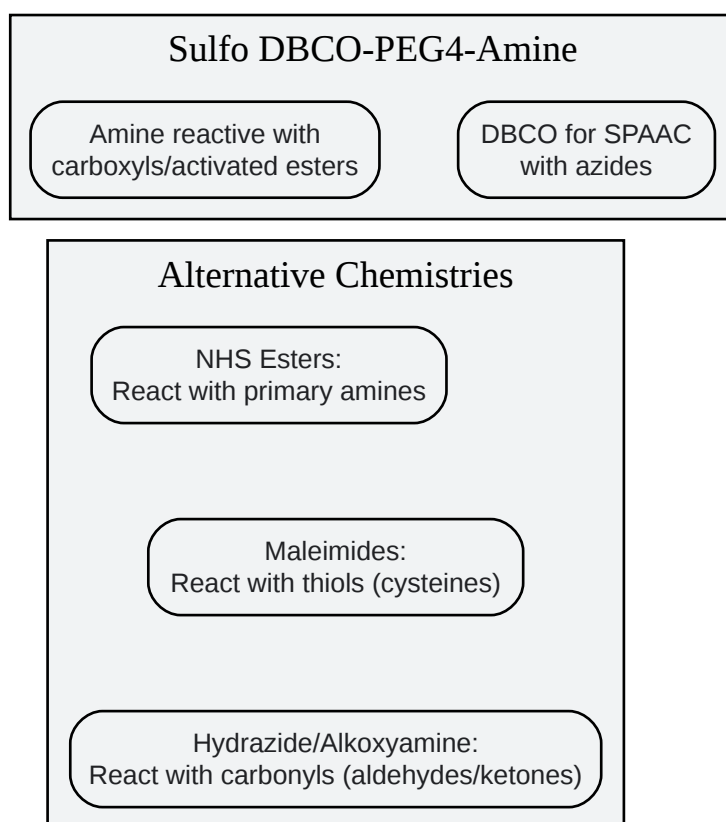 Sulfo DBCO-PEG4-Amine
Amine reactive with
carboxyls/activated esters
DBCO for SPAAC
with azides
Alternative Chemistries
NHS Esters:
React with primary amines
Maleimides:
React with thiols (cysteines)
Hydrazide/Alkoxyamine:
React with carbonyls (aldehydes/ketones)